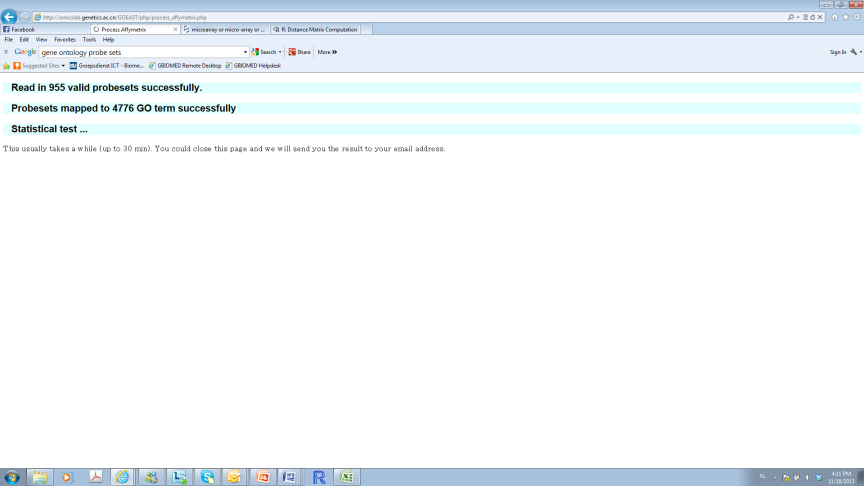 http://omicslab.genetics.ac.cn/GOEAST/php/process_affymetrix.php
Facebook
Process Affymetrix
microarray or micro-array or ...
R: Distance Matrix Computation
File Edit View Favorites Tools Help
Google gene ontology probe sets Search Share More Sign In
Suggested Sites Groepsdienst ICT - Biome... GBIOMED Remote Desktop GBIOMED Helpdesk
Read in 955 valid probesets successfully.
Probesets mapped to 4776 GO term successfully
Statistical test ...
This usually takes a while (up to 30 min). You could close this page and we will send you the result to your email address.
NL 4:11 PM